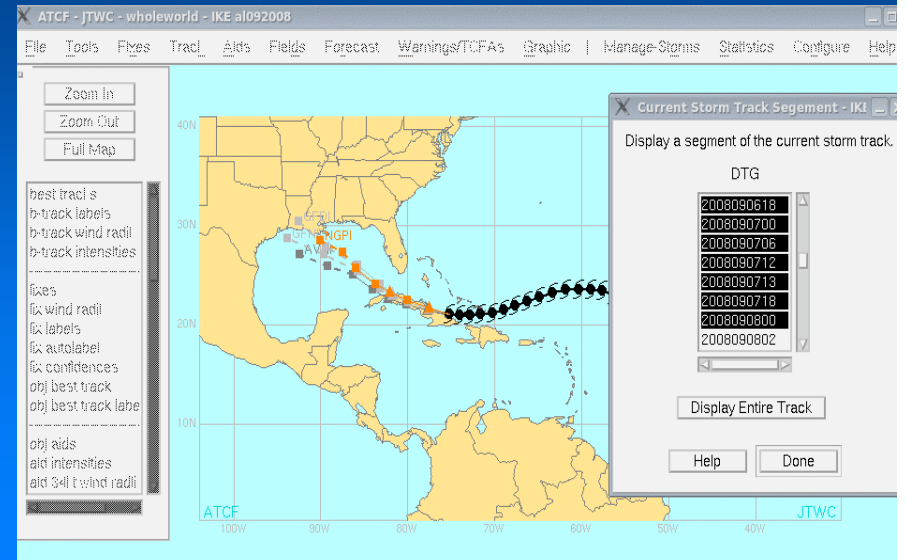 ATCF - JTWC - wholeworld - IKE al092008
File Tools Fixes Track Aids Fields Forecast Warnings/TCFAs Graphic | Manage-Storms Statistics Configure Help
Zoom In
Zoom Out
Full Map
best tracks
b-track labels
b-track wind radii
b-track intensities
fixes
fix wind radii
fix labels
fix autolabel
fix confidences
obj best track
obj best track labe
obj aids
aid intensities
aid 34kt wind radii
40N
30N
20N
10N
NGPI
ATCF
JTWC
100W 90W 80W 70W 60W 50W 40W
Current Storm Track Segement - IKE
Display a segment of the current storm track.
DTG
2008090618
2008090700
2008090706
2008090712
2008090713
2008090718
2008090800
2008090802
Display Entire Track
Help Done